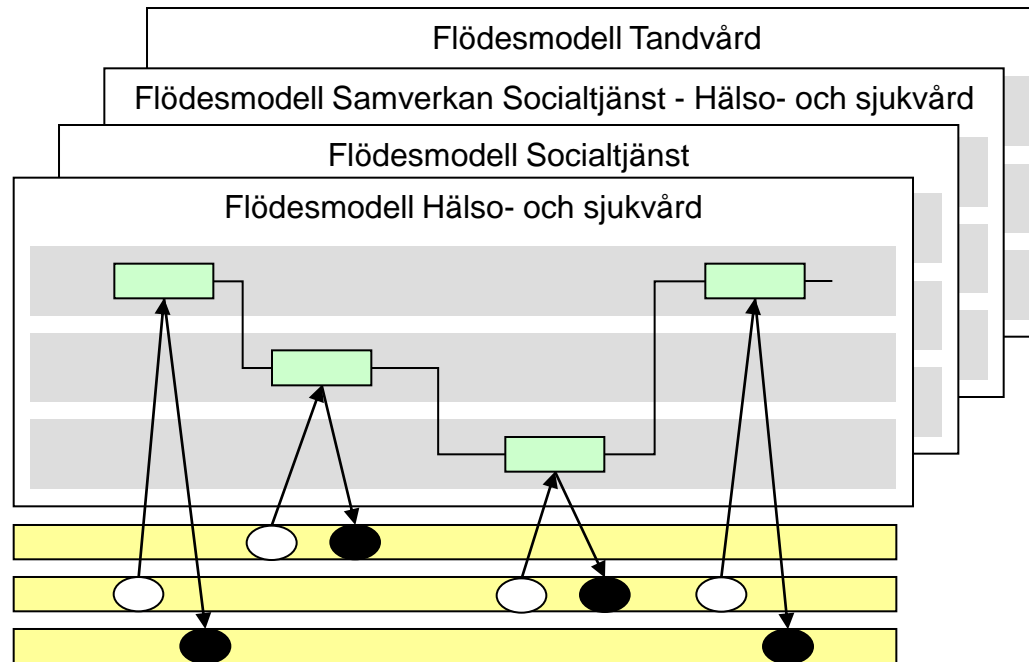 Flödesmodell Tandvård
Flödesmodell Samverkan Socialtjänst - Hälso- och sjukvård
Flödesmodell Socialtjänst
Flödesmodell Hälso- och sjukvård